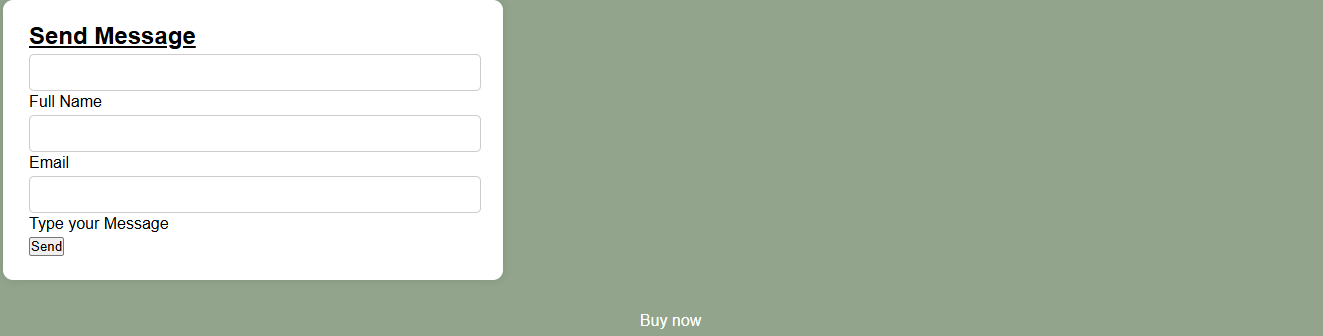 Send Message
Full Name
Email
Type your Message
Send
Buy now